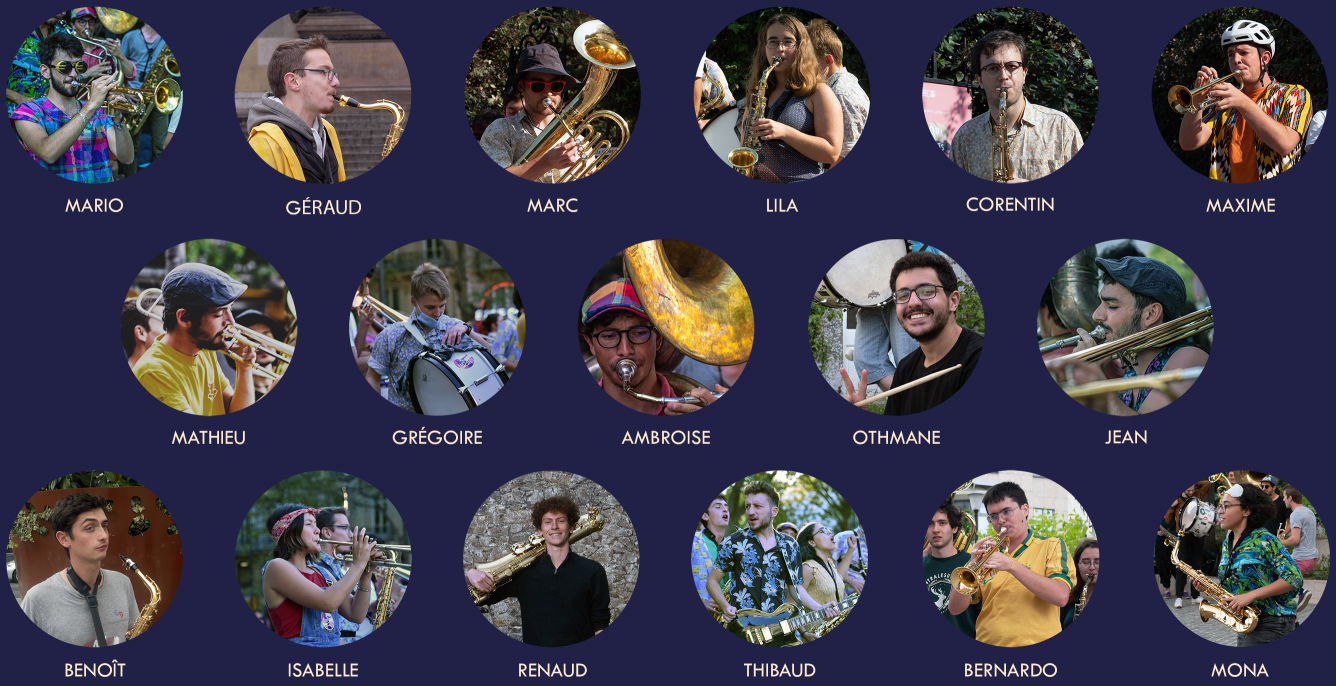 MARIO
GÉRAUD
MARC
LILA
CORENTIN
MAXIME
MATHIEU
GRÉGOIRE
AMBROISE
OTHMANE
JEAN
BENOÎT
ISABELLE
RENAUD
THIBAUD
BERNARDO
MONA